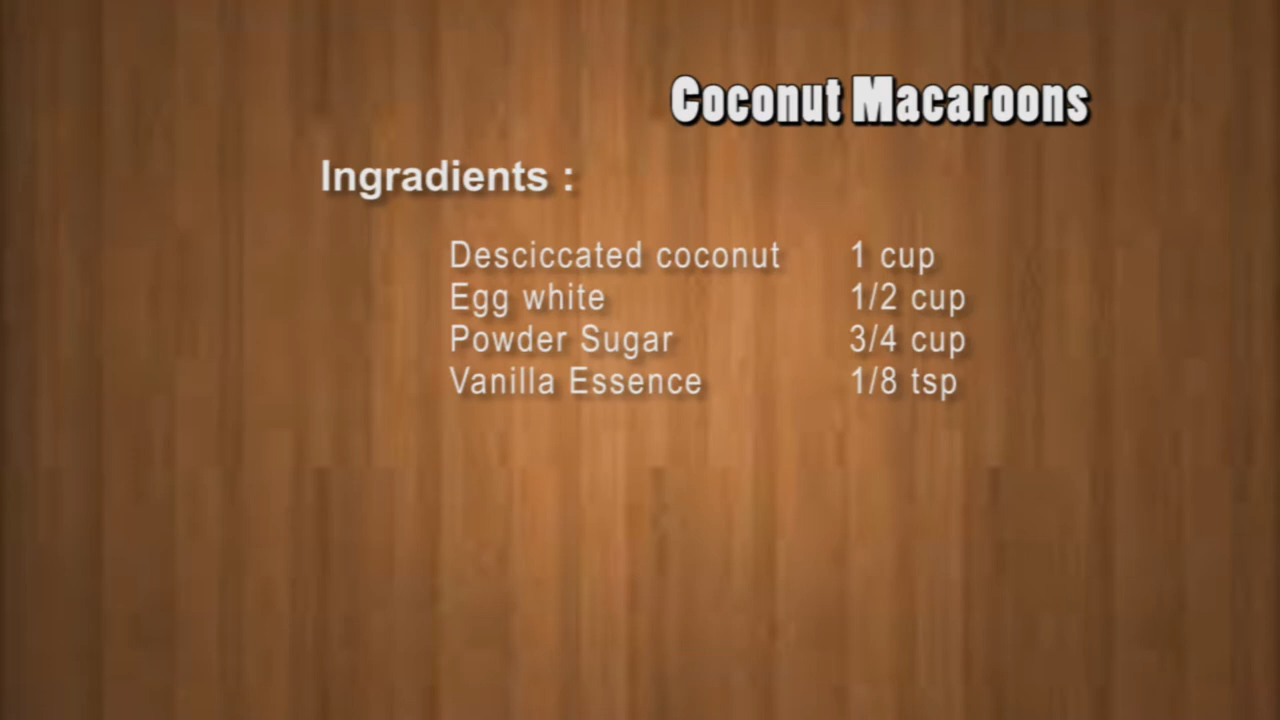 Coconut Macaroons
Ingradients :
Desciccated coconut 1 cup
Egg white 1/2 cup
Powder Sugar 3/4 cup
Vanilla Essence 1/8 tsp